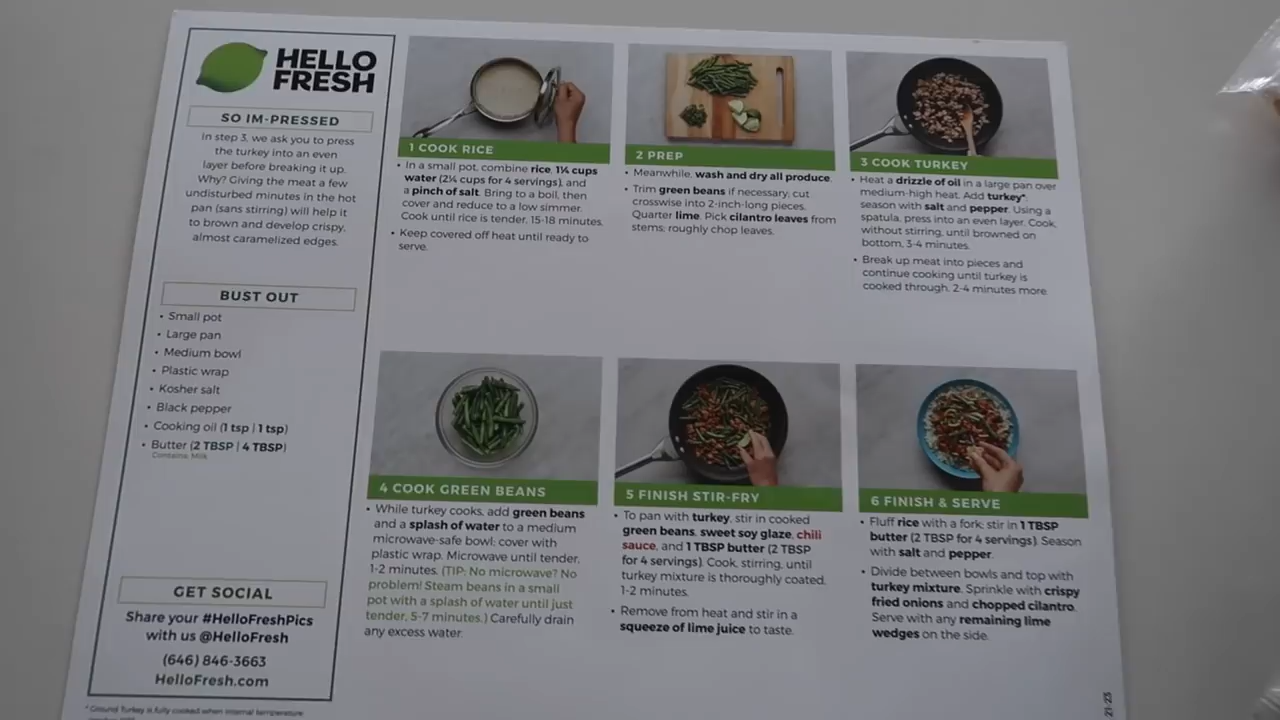 HELLO
FRESH
SO IM-PRESSED
In step 3, we ask you to press
the turkey into an even
layer before breaking it up.
Why? Giving the meat a few
undisturbed minutes in the hot
pan (sans stirring) will help it
to brown and develop crispy,
almost caramelized edges.
BUST OUT
• Small pot
• Large pan
• Medium bowl
• Plastic wrap
• Kosher salt
• Black pepper
• Cooking oil (1 tsp | 1 tsp)
• Butter (2 TBSP | 4 TBSP)
Contains: Milk
GET SOCIAL
Share your #HelloFreshPics
with us @HelloFresh
(646) 846-3663
HelloFresh.com
* Ground Turkey is fully cooked when internal temperature
1 COOK RICE
• In a small pot, combine rice, 1¼ cups
water (2¼ cups for 4 servings), and
a pinch of salt. Bring to a boil, then
cover and reduce to a low simmer.
Cook until rice is tender, 15-18 minutes.
• Keep covered off heat until ready to
serve.
2 PREP
• Meanwhile, wash and dry all produce.
• Trim green beans if necessary; cut
crosswise into 2-inch-long pieces.
Quarter lime. Pick cilantro leaves from
stems; roughly chop leaves.
3 COOK TURKEY
• Heat a drizzle of oil in a large pan over
medium-high heat. Add turkey*;
season with salt and pepper. Using a
spatula, press into an even layer. Cook,
without stirring, until browned on
bottom, 3-4 minutes.
• Break up meat into pieces and
continue cooking until turkey is
cooked through, 2-4 minutes more.
4 COOK GREEN BEANS
• While turkey cooks, add green beans
and a splash of water to a medium
microwave-safe bowl; cover with
plastic wrap. Microwave until tender,
1-2 minutes. (TIP: No microwave? No
problem! Steam beans in a small
pot with a splash of water until just
tender, 5-7 minutes.) Carefully drain
any excess water.
5 FINISH STIR-FRY
• To pan with turkey, stir in cooked
green beans, sweet soy glaze, chili
sauce, and 1 TBSP butter (2 TBSP
for 4 servings). Cook, stirring, until
turkey mixture is thoroughly coated,
1-2 minutes.
• Remove from heat and stir in a
squeeze of lime juice to taste.
6 FINISH & SERVE
• Fluff rice with a fork; stir in 1 TBSP
butter (2 TBSP for 4 servings). Season
with salt and pepper.
• Divide between bowls and top with
turkey mixture. Sprinkle with crispy
fried onions and chopped cilantro.
Serve with any remaining lime
wedges on the side.